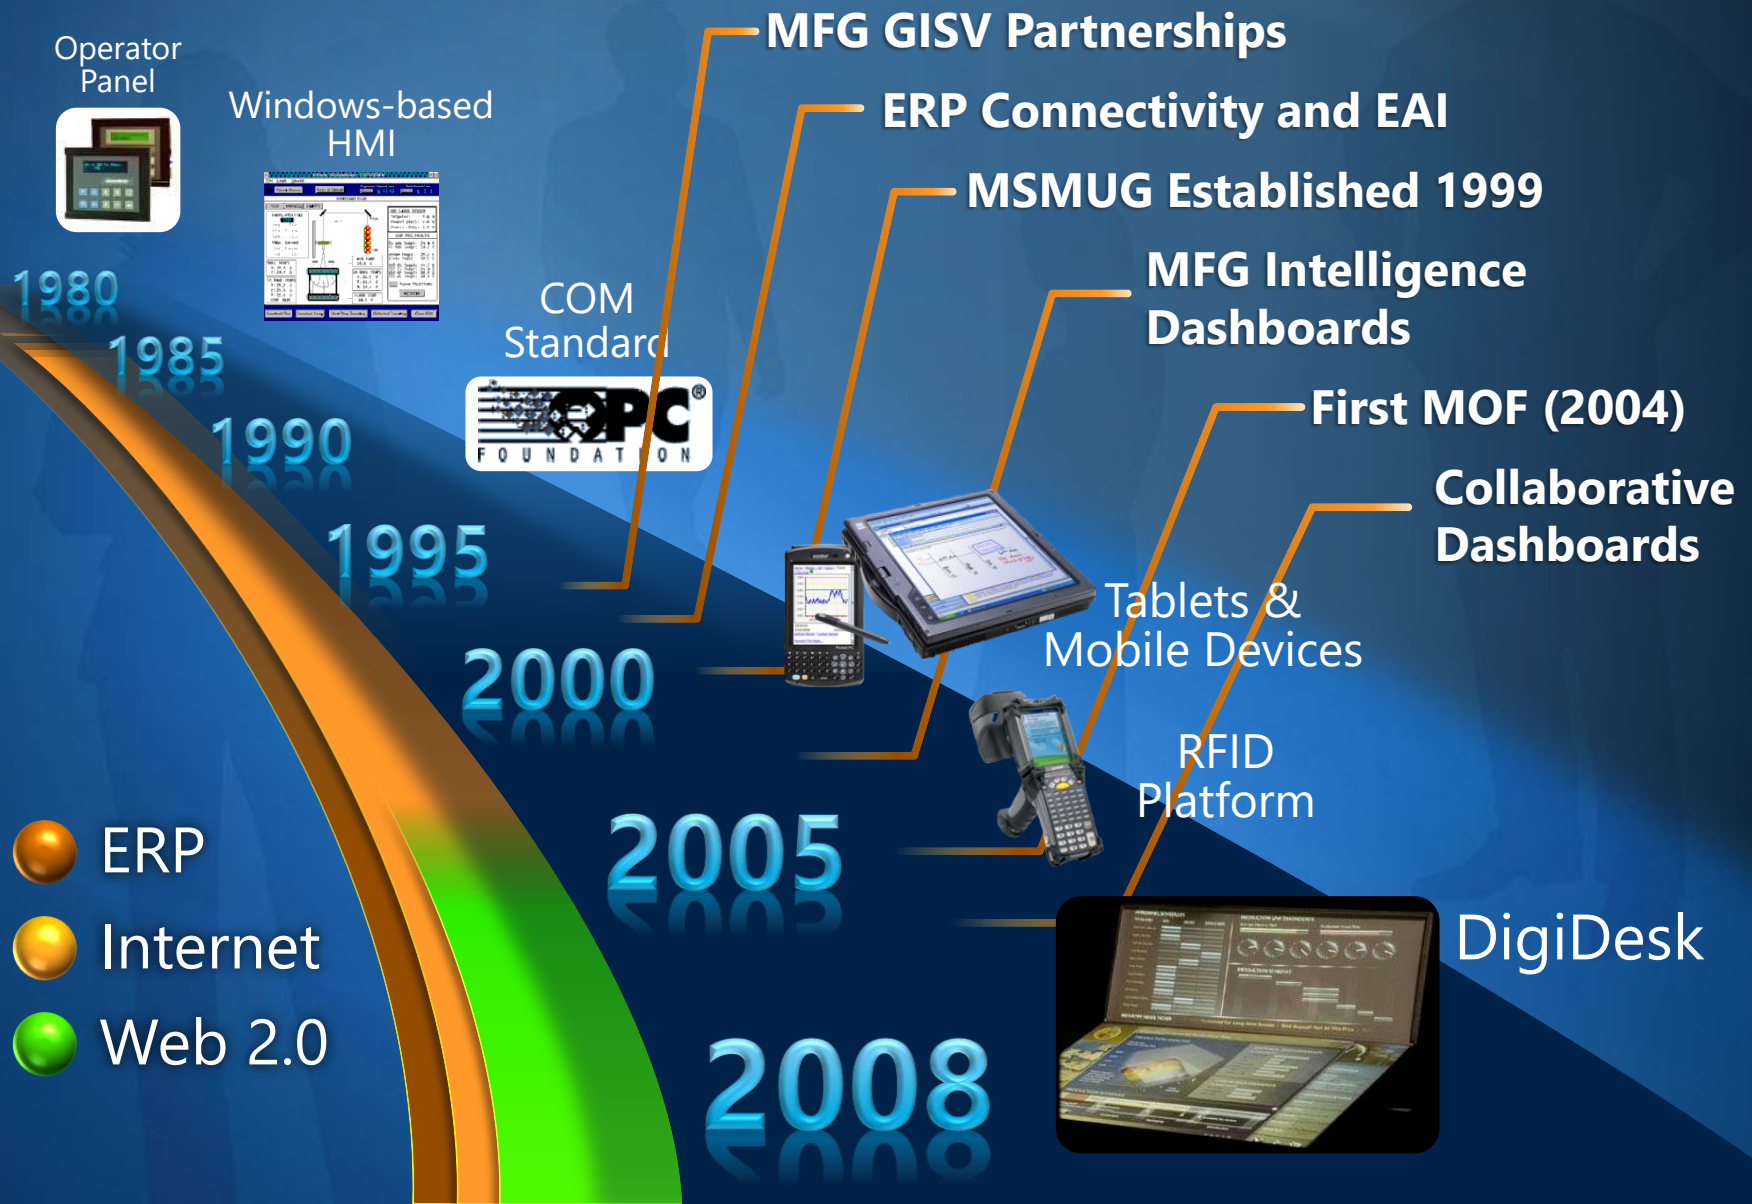 MFG GISV Partnerships
Operator
Panel
Windows-based
HMI
ERP Connectivity and EAI
MSMUG Established 1999
MFG Intelligence
Dashboards
1980
COM
Standard
1985
OPC®
FOUNDATION
First MOF (2004)
1990
Collaborative
Dashboards
1995
Tablets &
Mobile Devices
2000
RFID
Platform
2005
ERP
Internet
Web 2.0
DigiDesk
2008